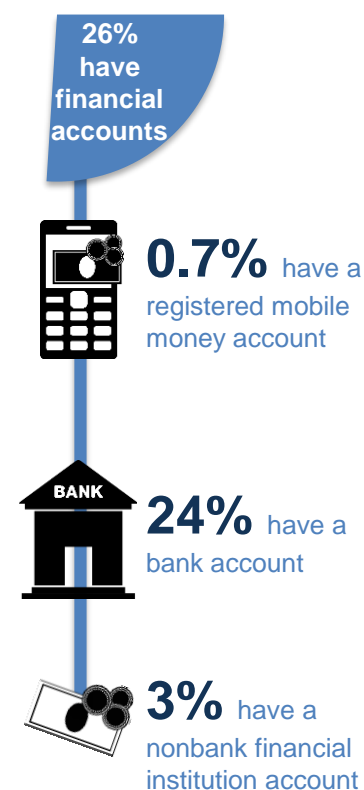 26%
have
financial
accounts
0.7% have a
registered mobile
money account
BANK
24% have a
bank account
3% have a
nonbank financial
institution account